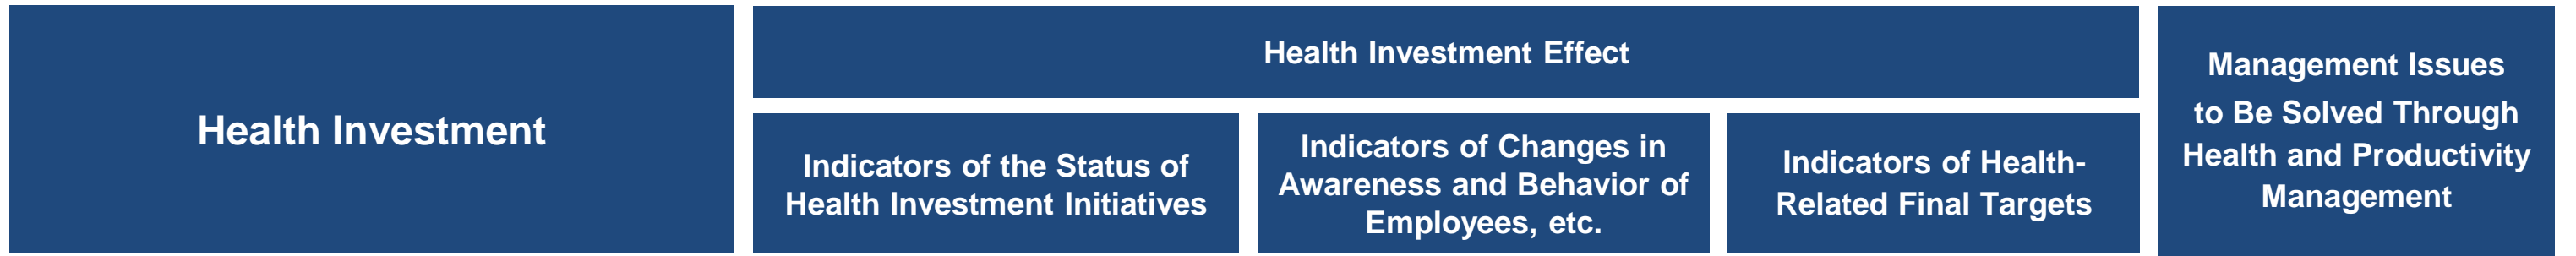 Health Investment
Health Investment Effect
Indicators of the Status of
Health Investment Initiatives
Indicators of Changes in
Awareness and Behavior of
Employees, etc.
Indicators of Health-
Related Final Targets
Management Issues
to Be Solved Through
Health and Productivity
Management